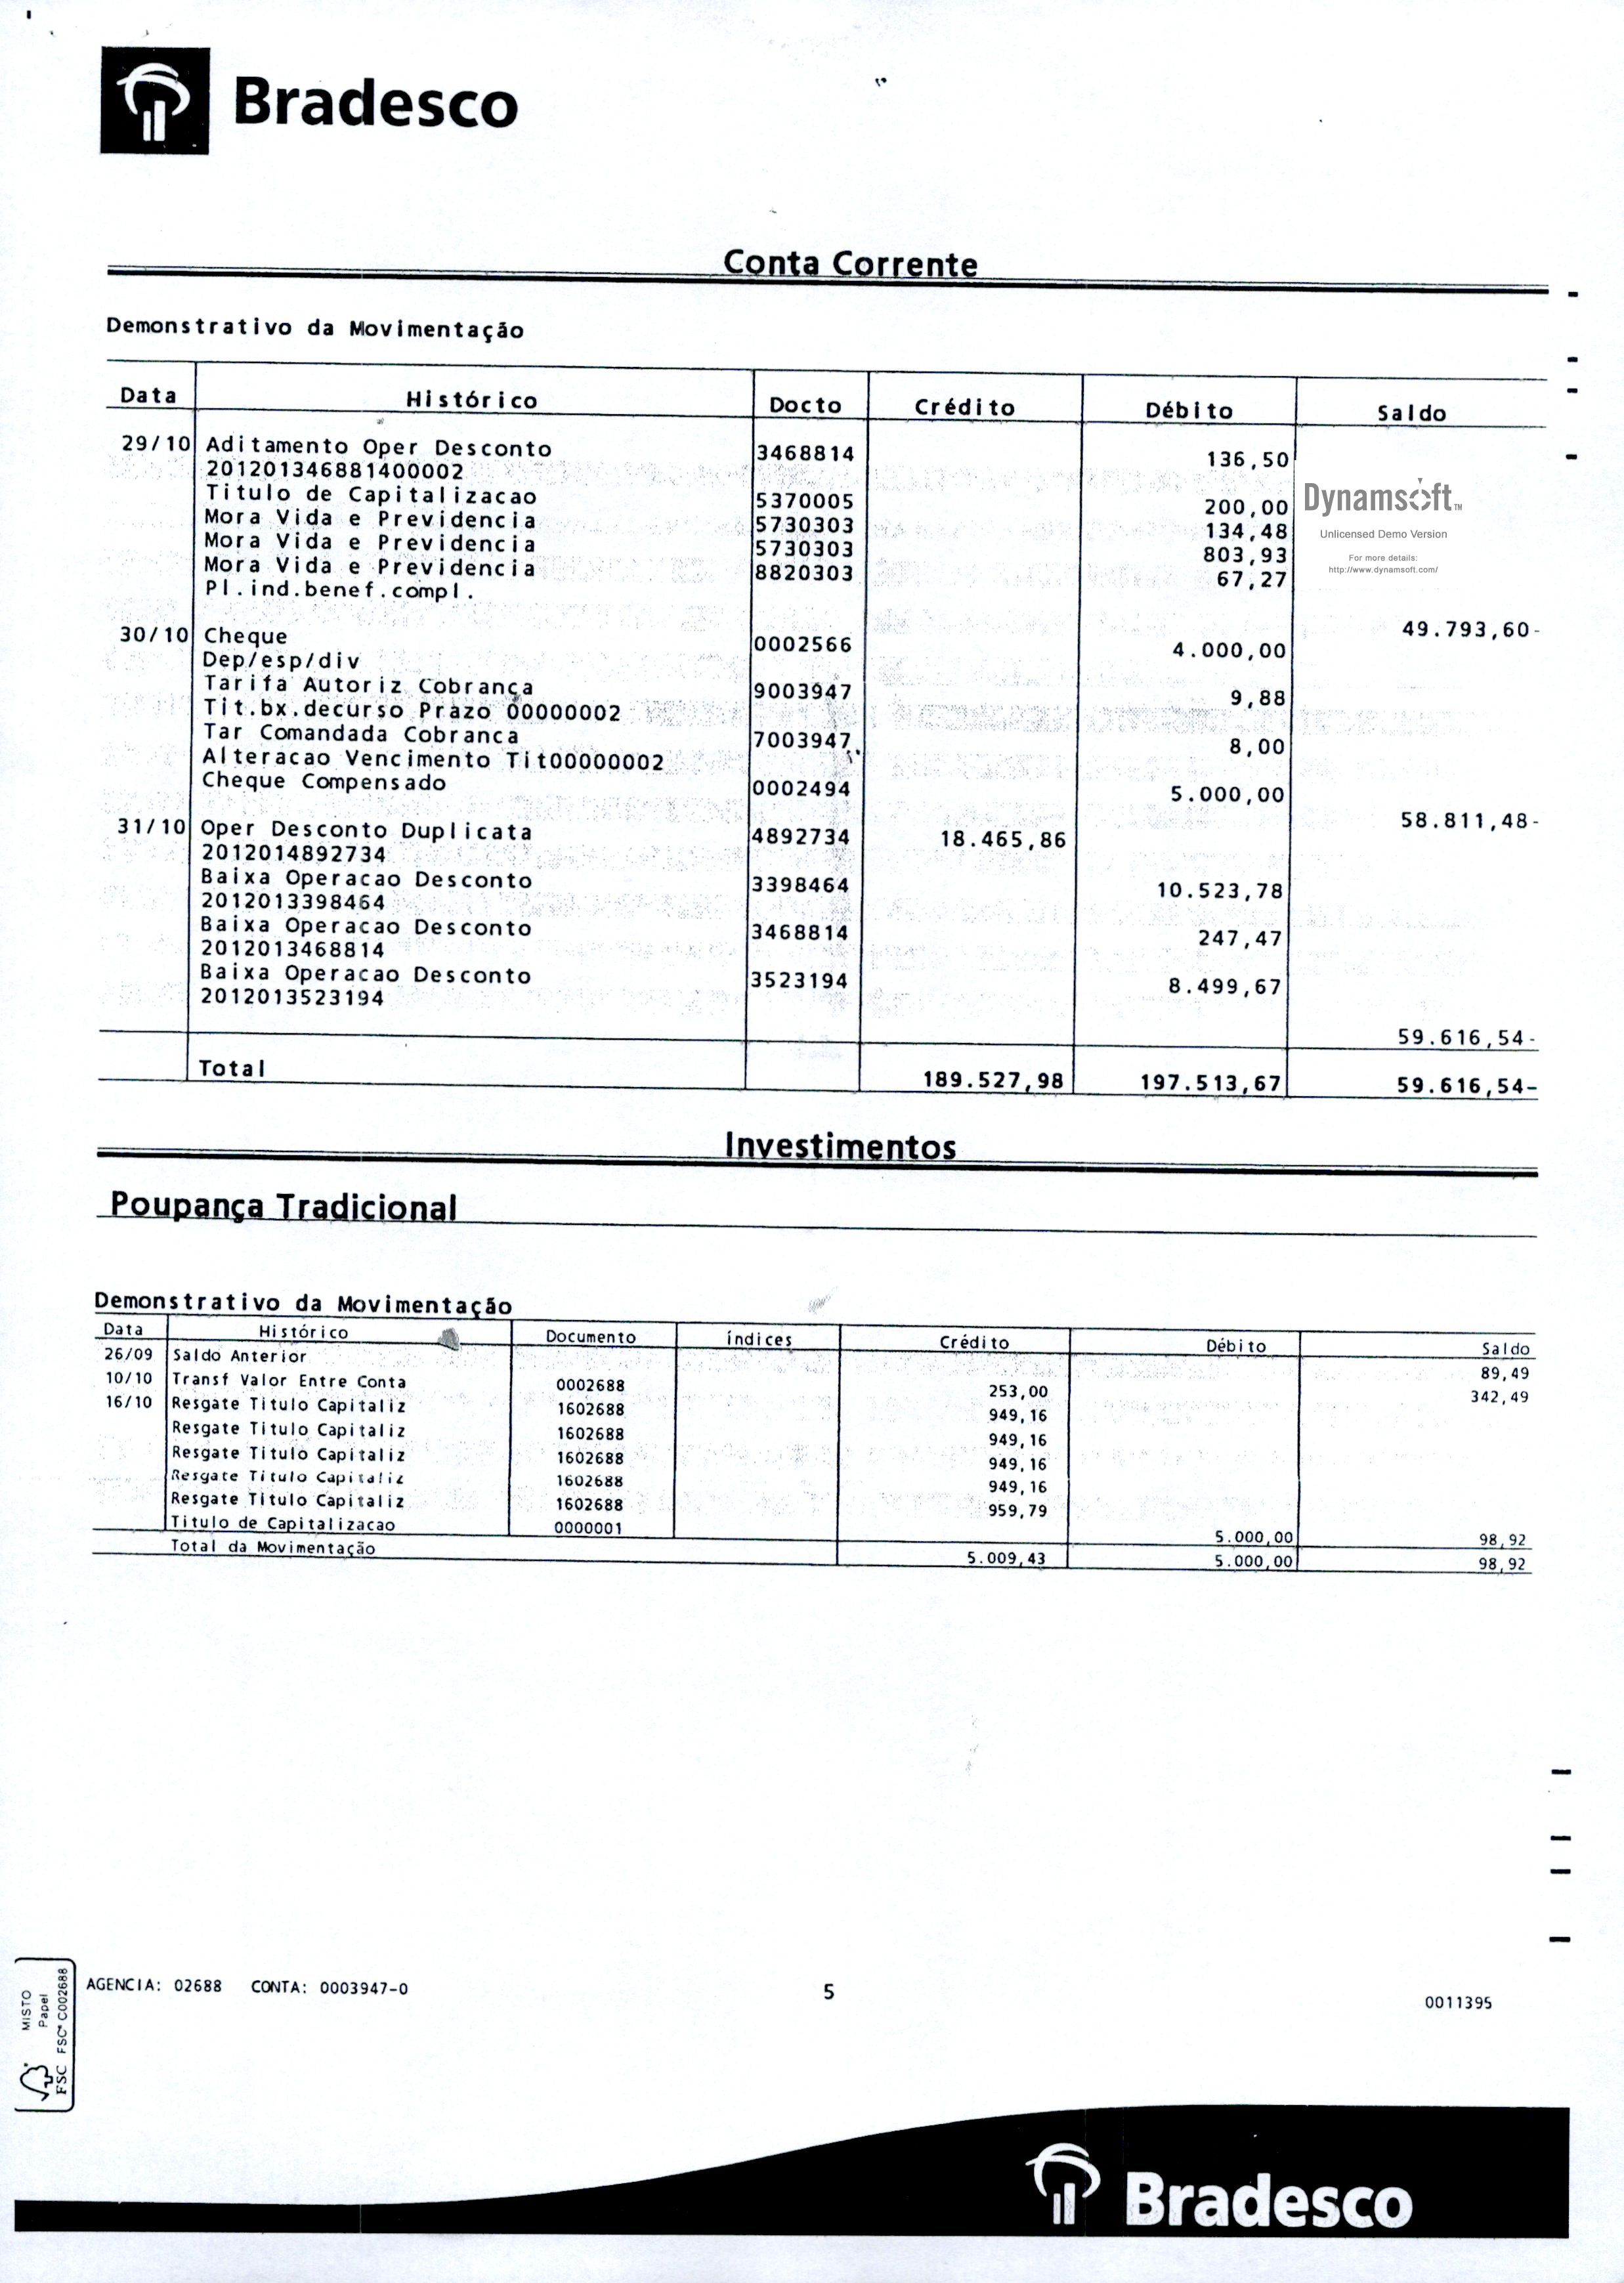 Bradesco
Conta Corrente
Demonstrativo da Movimentação
Data Histórico Docto Crédito Débito Saldo
29/10 Aditamento Oper Desconto 3468814 136,50
201201346881400002
Titulo de Capitalizacao 5370005 200,00
Mora Vida e Previdencia 5730303 134,48
Mora Vida e Previdencia 5730303 803,93
Mora Vida e Previdencia 8820303 67,27
Pl.ind.benef.compl.
49.793,60-
30/10 Cheque 0002566 4.000,00
Dep/esp/div
Tarifa Autoriz Cobrança 9003947 9,88
Tit.bx.decurso Prazo 00000002
Tar Comandada Cobranca 7003947 8,00
Alteracao Vencimento Tit00000002
Cheque Compensado 0002494 5.000,00
58.811,48-
31/10 Oper Desconto Duplicata 4892734 18.465,86
2012014892734
Baixa Operacao Desconto 3398464 10.523,78
2012013398464
Baixa Operacao Desconto 3468814 247,47
2012013468814
Baixa Operacao Desconto 3523194 8.499,67
2012013523194
59.616,54-
Total 189.527,98 197.513,67 59.616,54-
Dynamsoft™
Unlicensed Demo Version
For more details:
http://www.dynamsoft.com/
Investimentos
Poupança Tradicional
Demonstrativo da Movimentação
Data Histórico Documento índices Crédito Débito Saldo
26/09 Saldo Anterior 89,49
10/10 Transf Valor Entre Conta 0002688 253,00 342,49
16/10 Resgate Titulo Capitaliz 1602688 949,16
Resgate Titulo Capitaliz 1602688 949,16
Resgate Titulo Capitaliz 1602688 949,16
Resgate Titulo Capitaliz 1602688 949,16
Resgate Titulo Capitaliz 1602688 959,79
Titulo de Capitalizacao 0000001 5.000,00 98,92
Total da Movimentação 5.009,43 5.000,00 98,92
AGENCIA: 02688 CONTA: 0003947-0
5
0011395
MISTO
Papel
FSC FSC® C002688
Bradesco